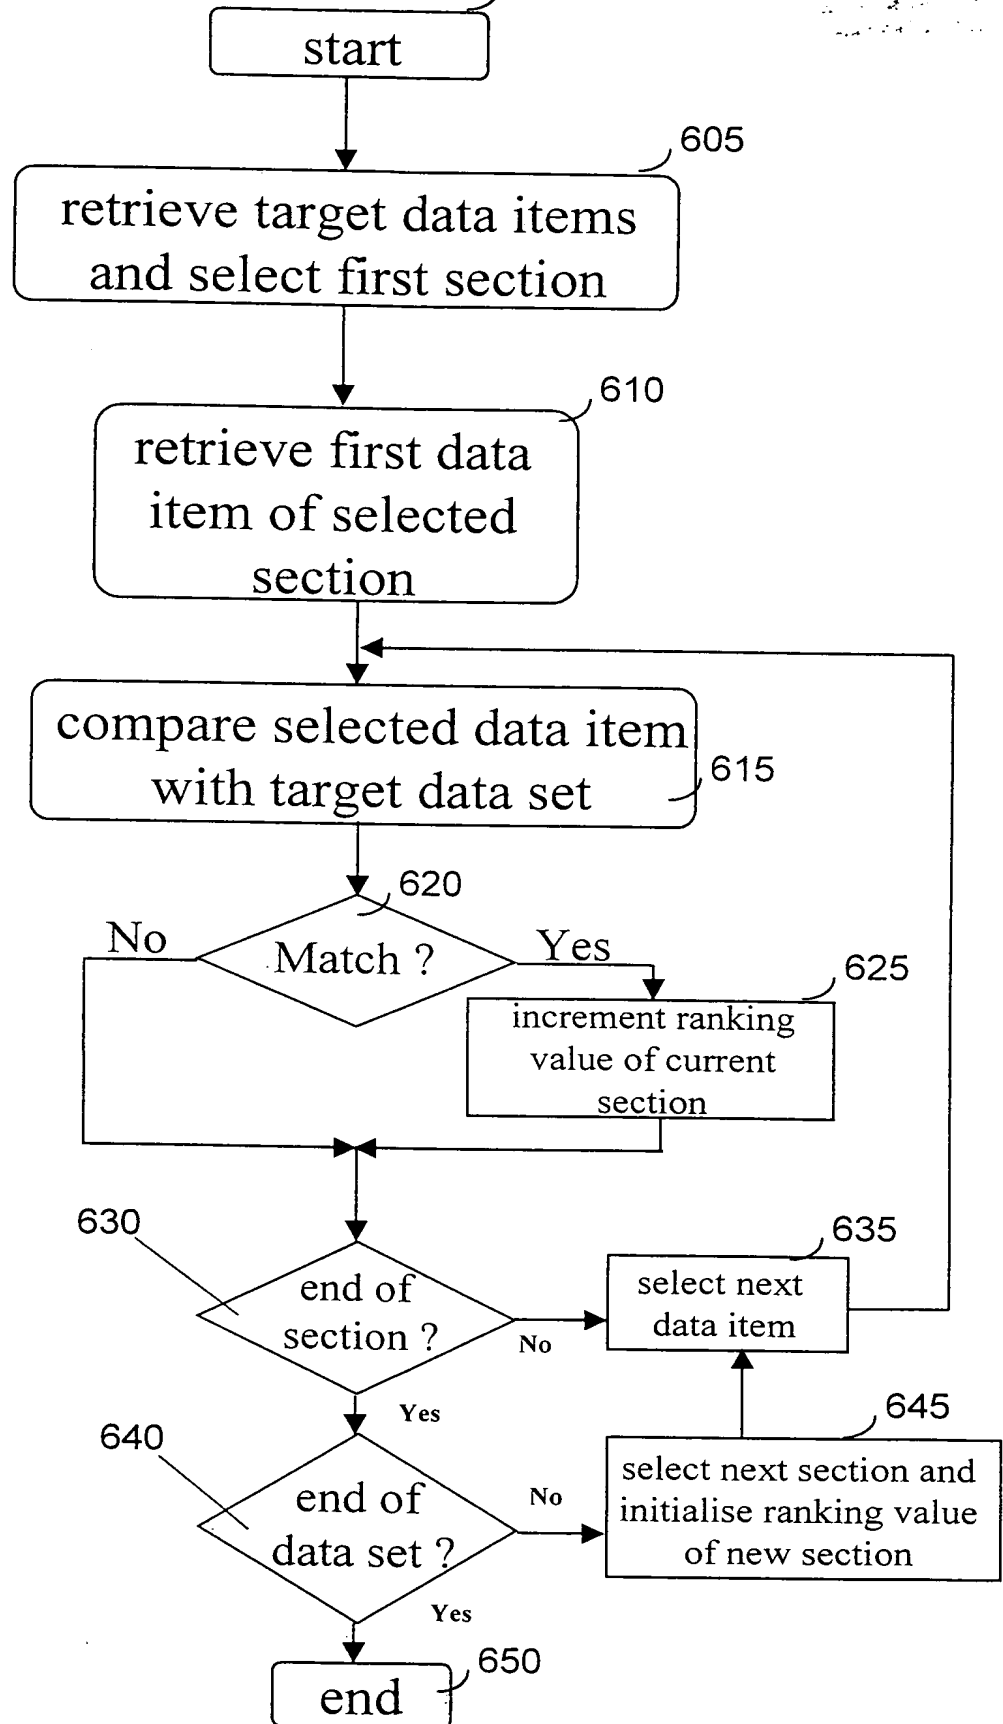 start
605
retrieve target data items
and select first section
610
retrieve first data
item of selected
section
compare selected data item
with target data set
615
620
No
Match ?
Yes
625
increment ranking
value of current
section
630
635
end of
section ?
No
select next
data item
Yes
640
645
end of
data set ?
No
select next section and
initialise ranking value
of new section
Yes
650
end